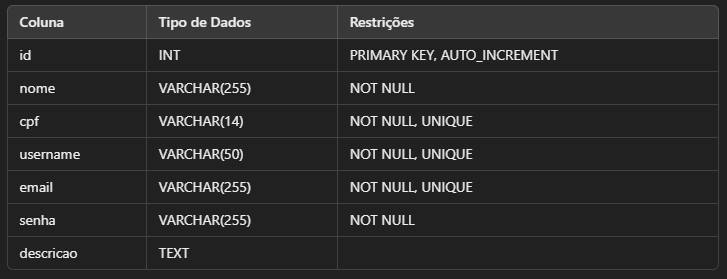 Coluna Tipo de Dados Restrições
id INT PRIMARY KEY, AUTO_INCREMENT
nome VARCHAR(255) NOT NULL
cpf VARCHAR(14) NOT NULL, UNIQUE
username VARCHAR(50) NOT NULL, UNIQUE
email VARCHAR(255) NOT NULL, UNIQUE
senha VARCHAR(255) NOT NULL
descricao TEXT